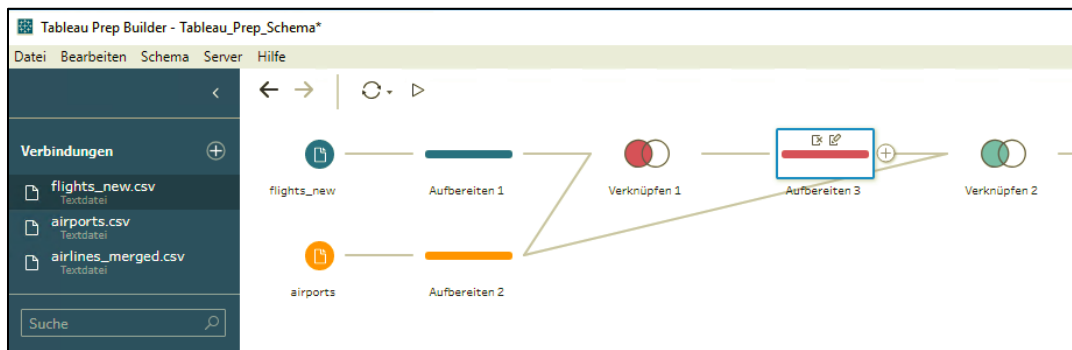 Tableau Prep Builder - Tableau_Prep_Schema*
Datei Bearbeiten Schema Server Hilfe
Verbindungen
flights_new.csv
Textdatei
airports.csv
Textdatei
airlines_merged.csv
Textdatei
Suche
flights_new Aufbereiten 1 Verknüpfen 1 Aufbereiten 3 Verknüpfen 2
airports Aufbereiten 2